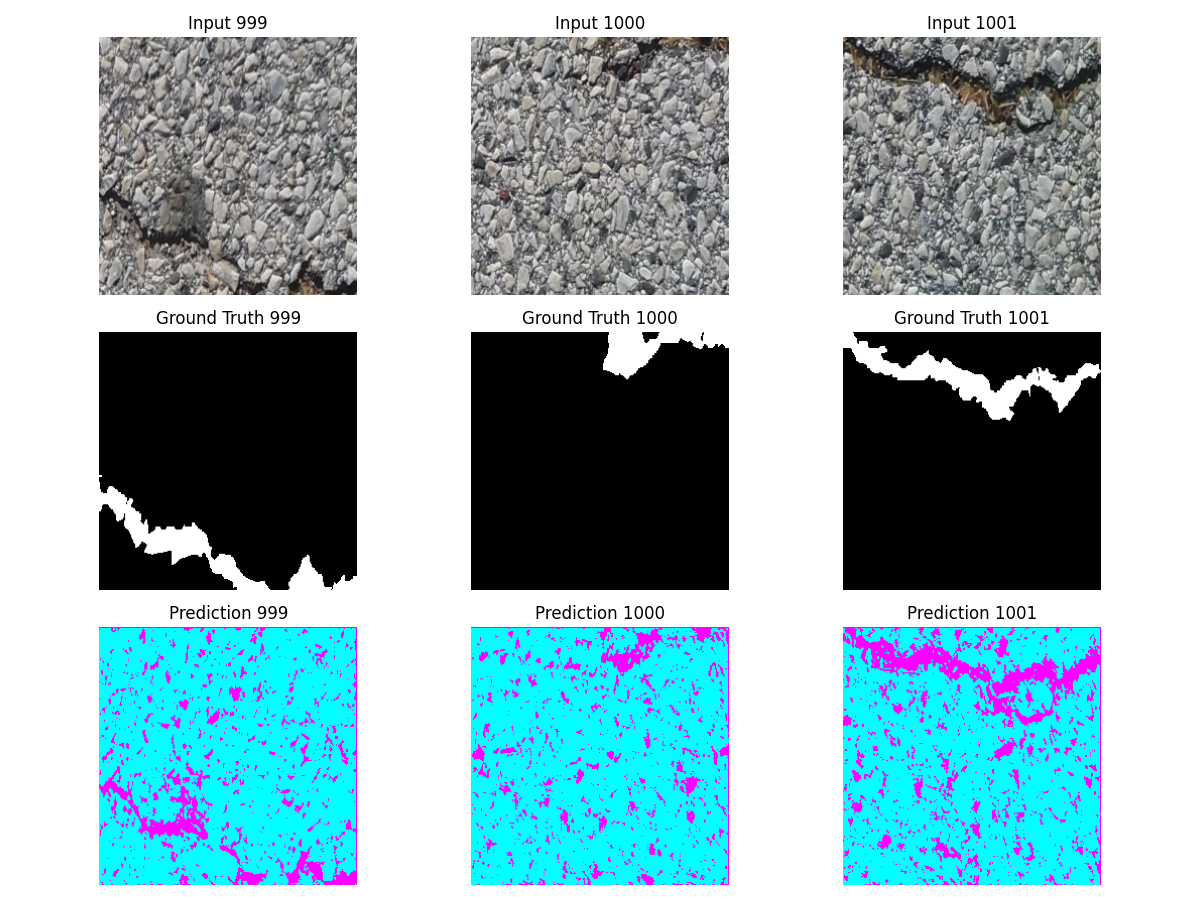 Input 999
Input 1000
Input 1001
Ground Truth 999
Ground Truth 1000
Ground Truth 1001
Prediction 999
Prediction 1000
Prediction 1001